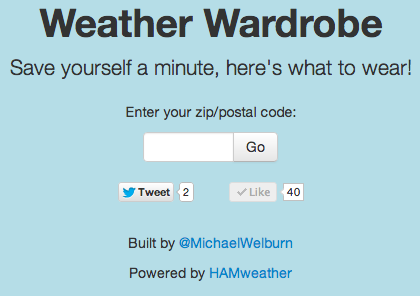 Weather Wardrobe
Save yourself a minute, here's what to wear!
Enter your zip/postal code:
Go
Tweet 2 Like 40
Built by @MichaelWelburn
Powered by HAMweather